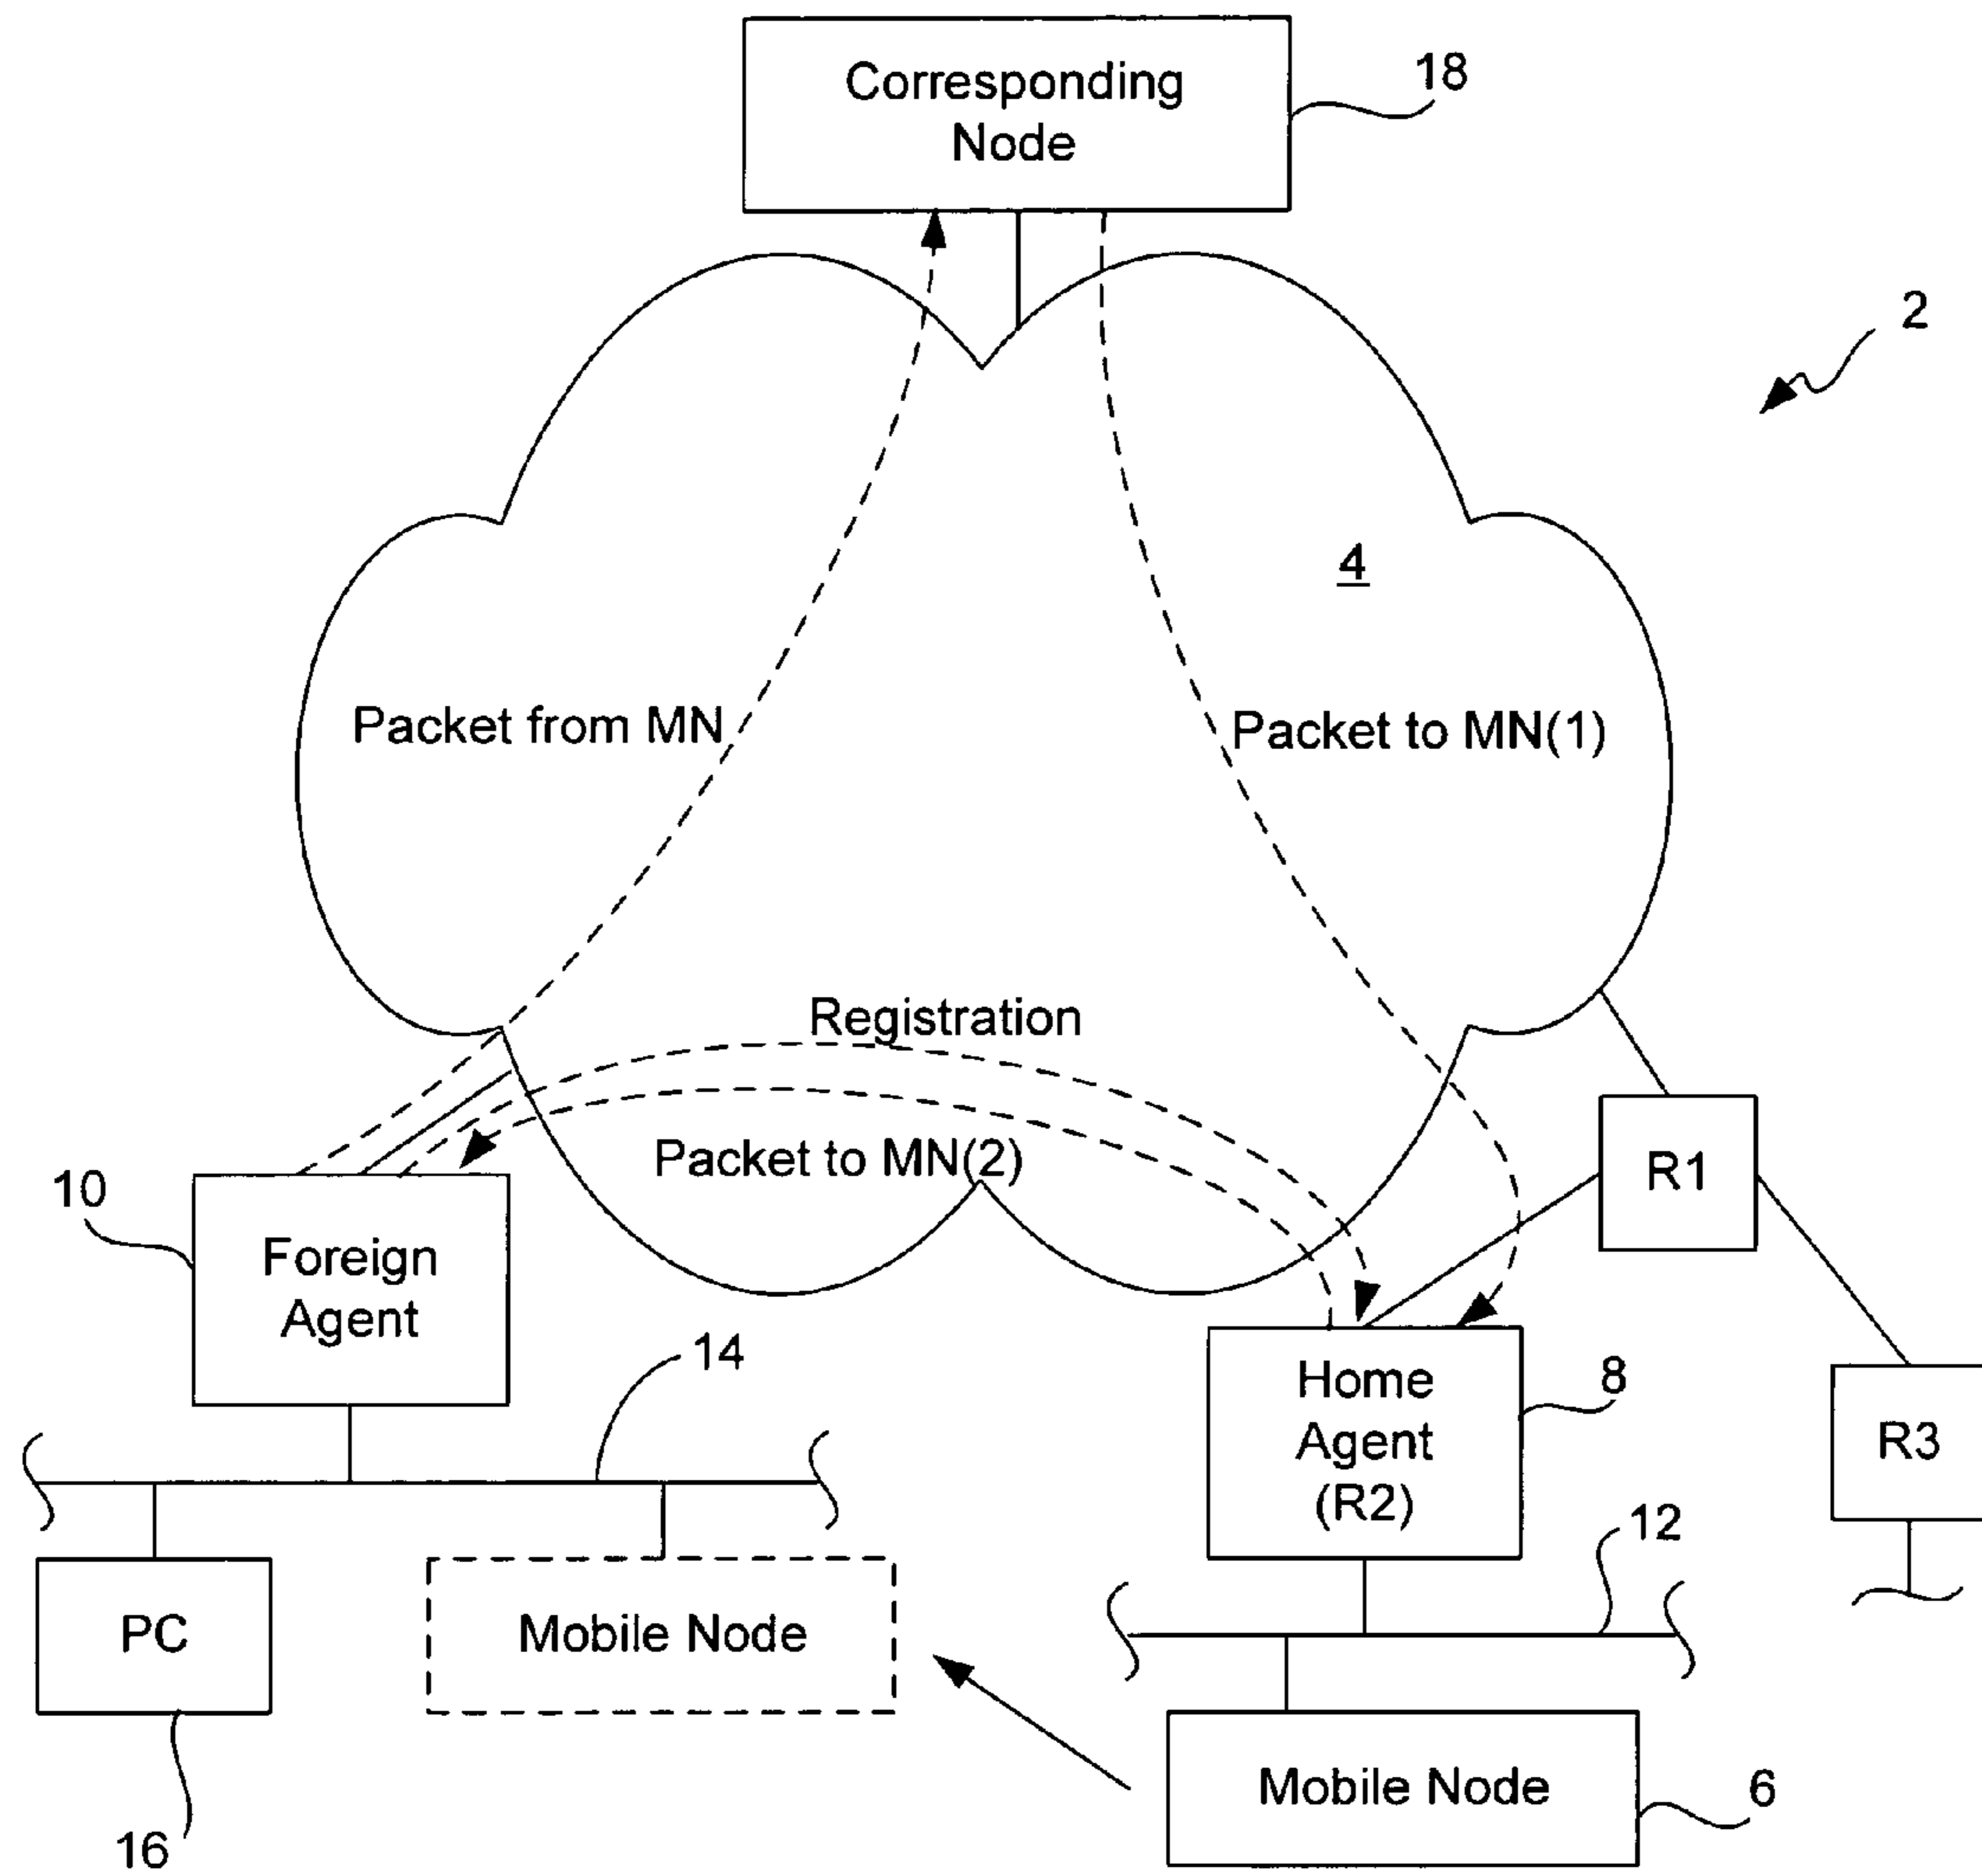 Corresponding
Node
18
2
4
Packet from MN
Packet to MN(1)
Registration
Packet to MN(2)
R1
10
Foreign
Agent
14
Home
Agent
(R2)
8
R3
12
PC
Mobile Node
Mobile Node
6
16